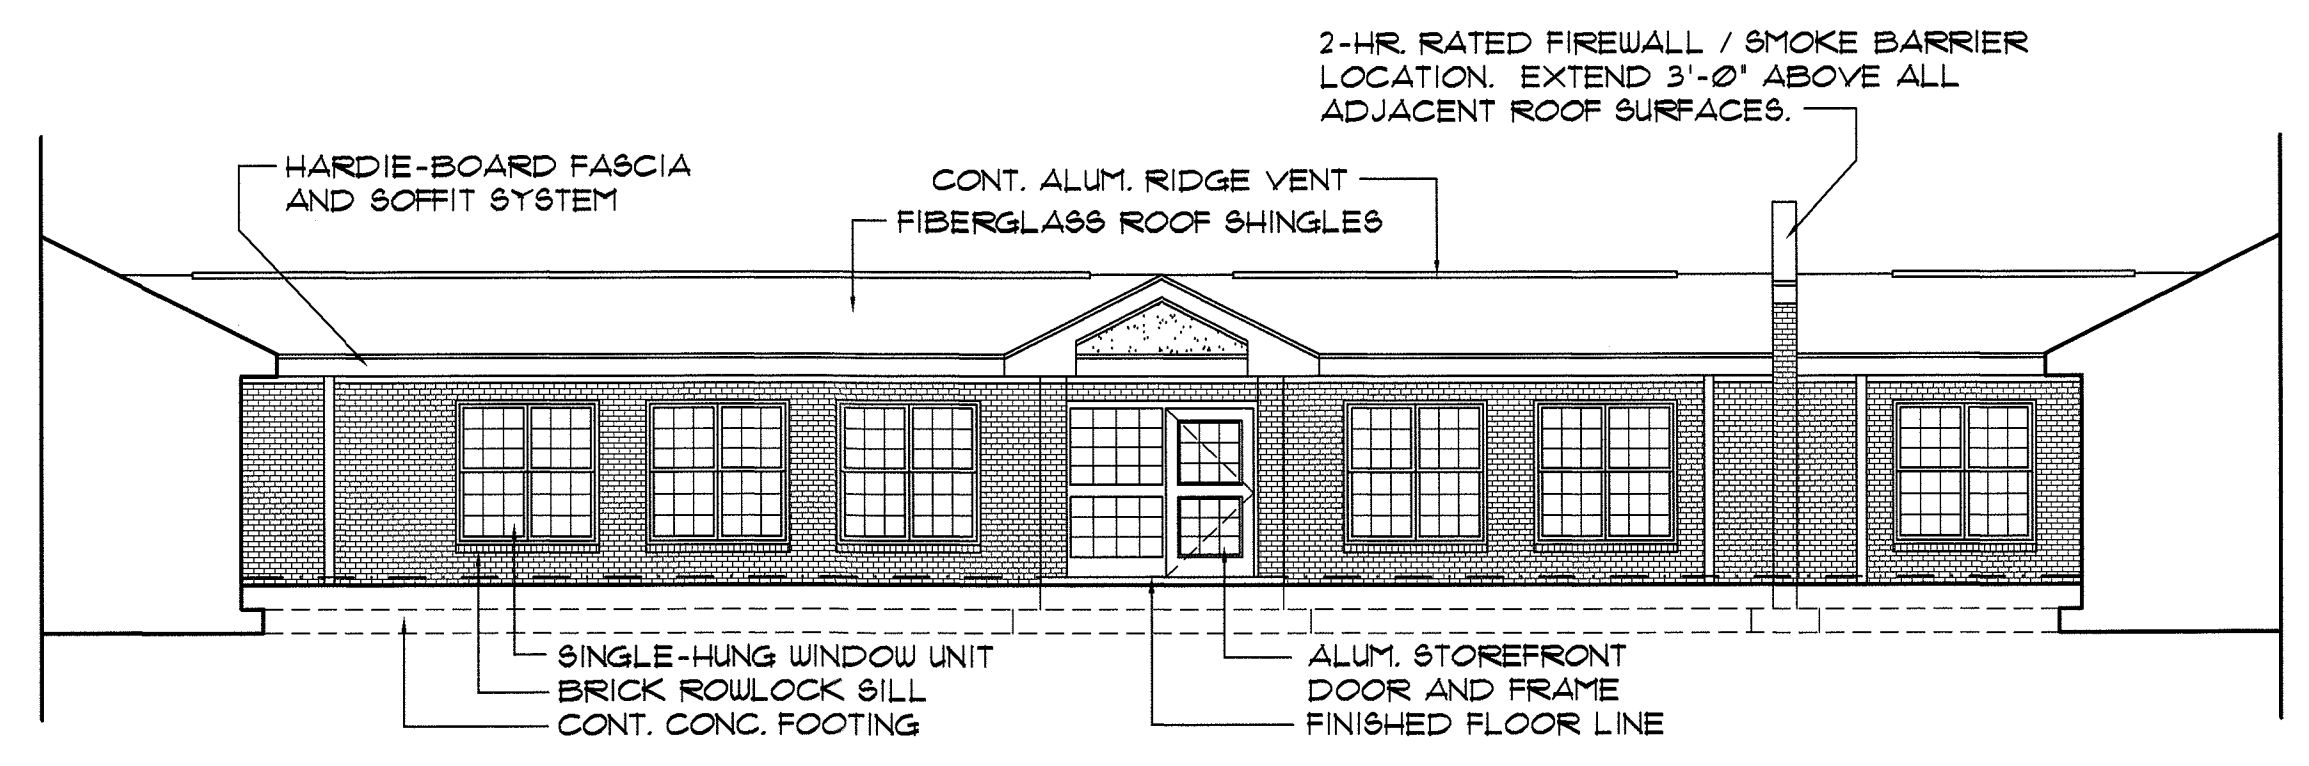 2-HR. RATED FIREWALL / SMOKE BARRIER
LOCATION. EXTEND 3'-Ø" ABOVE ALL
ADJACENT ROOF SURFACES.
HARDIE-BOARD FASCIA
AND SOFFIT SYSTEM
CONT. ALUM. RIDGE VENT
FIBERGLASS ROOF SHINGLES
SINGLE-HUNG WINDOW UNIT
BRICK ROWLOCK SILL
CONT. CONC. FOOTING
ALUM. STOREFRONT
DOOR AND FRAME
FINISHED FLOOR LINE